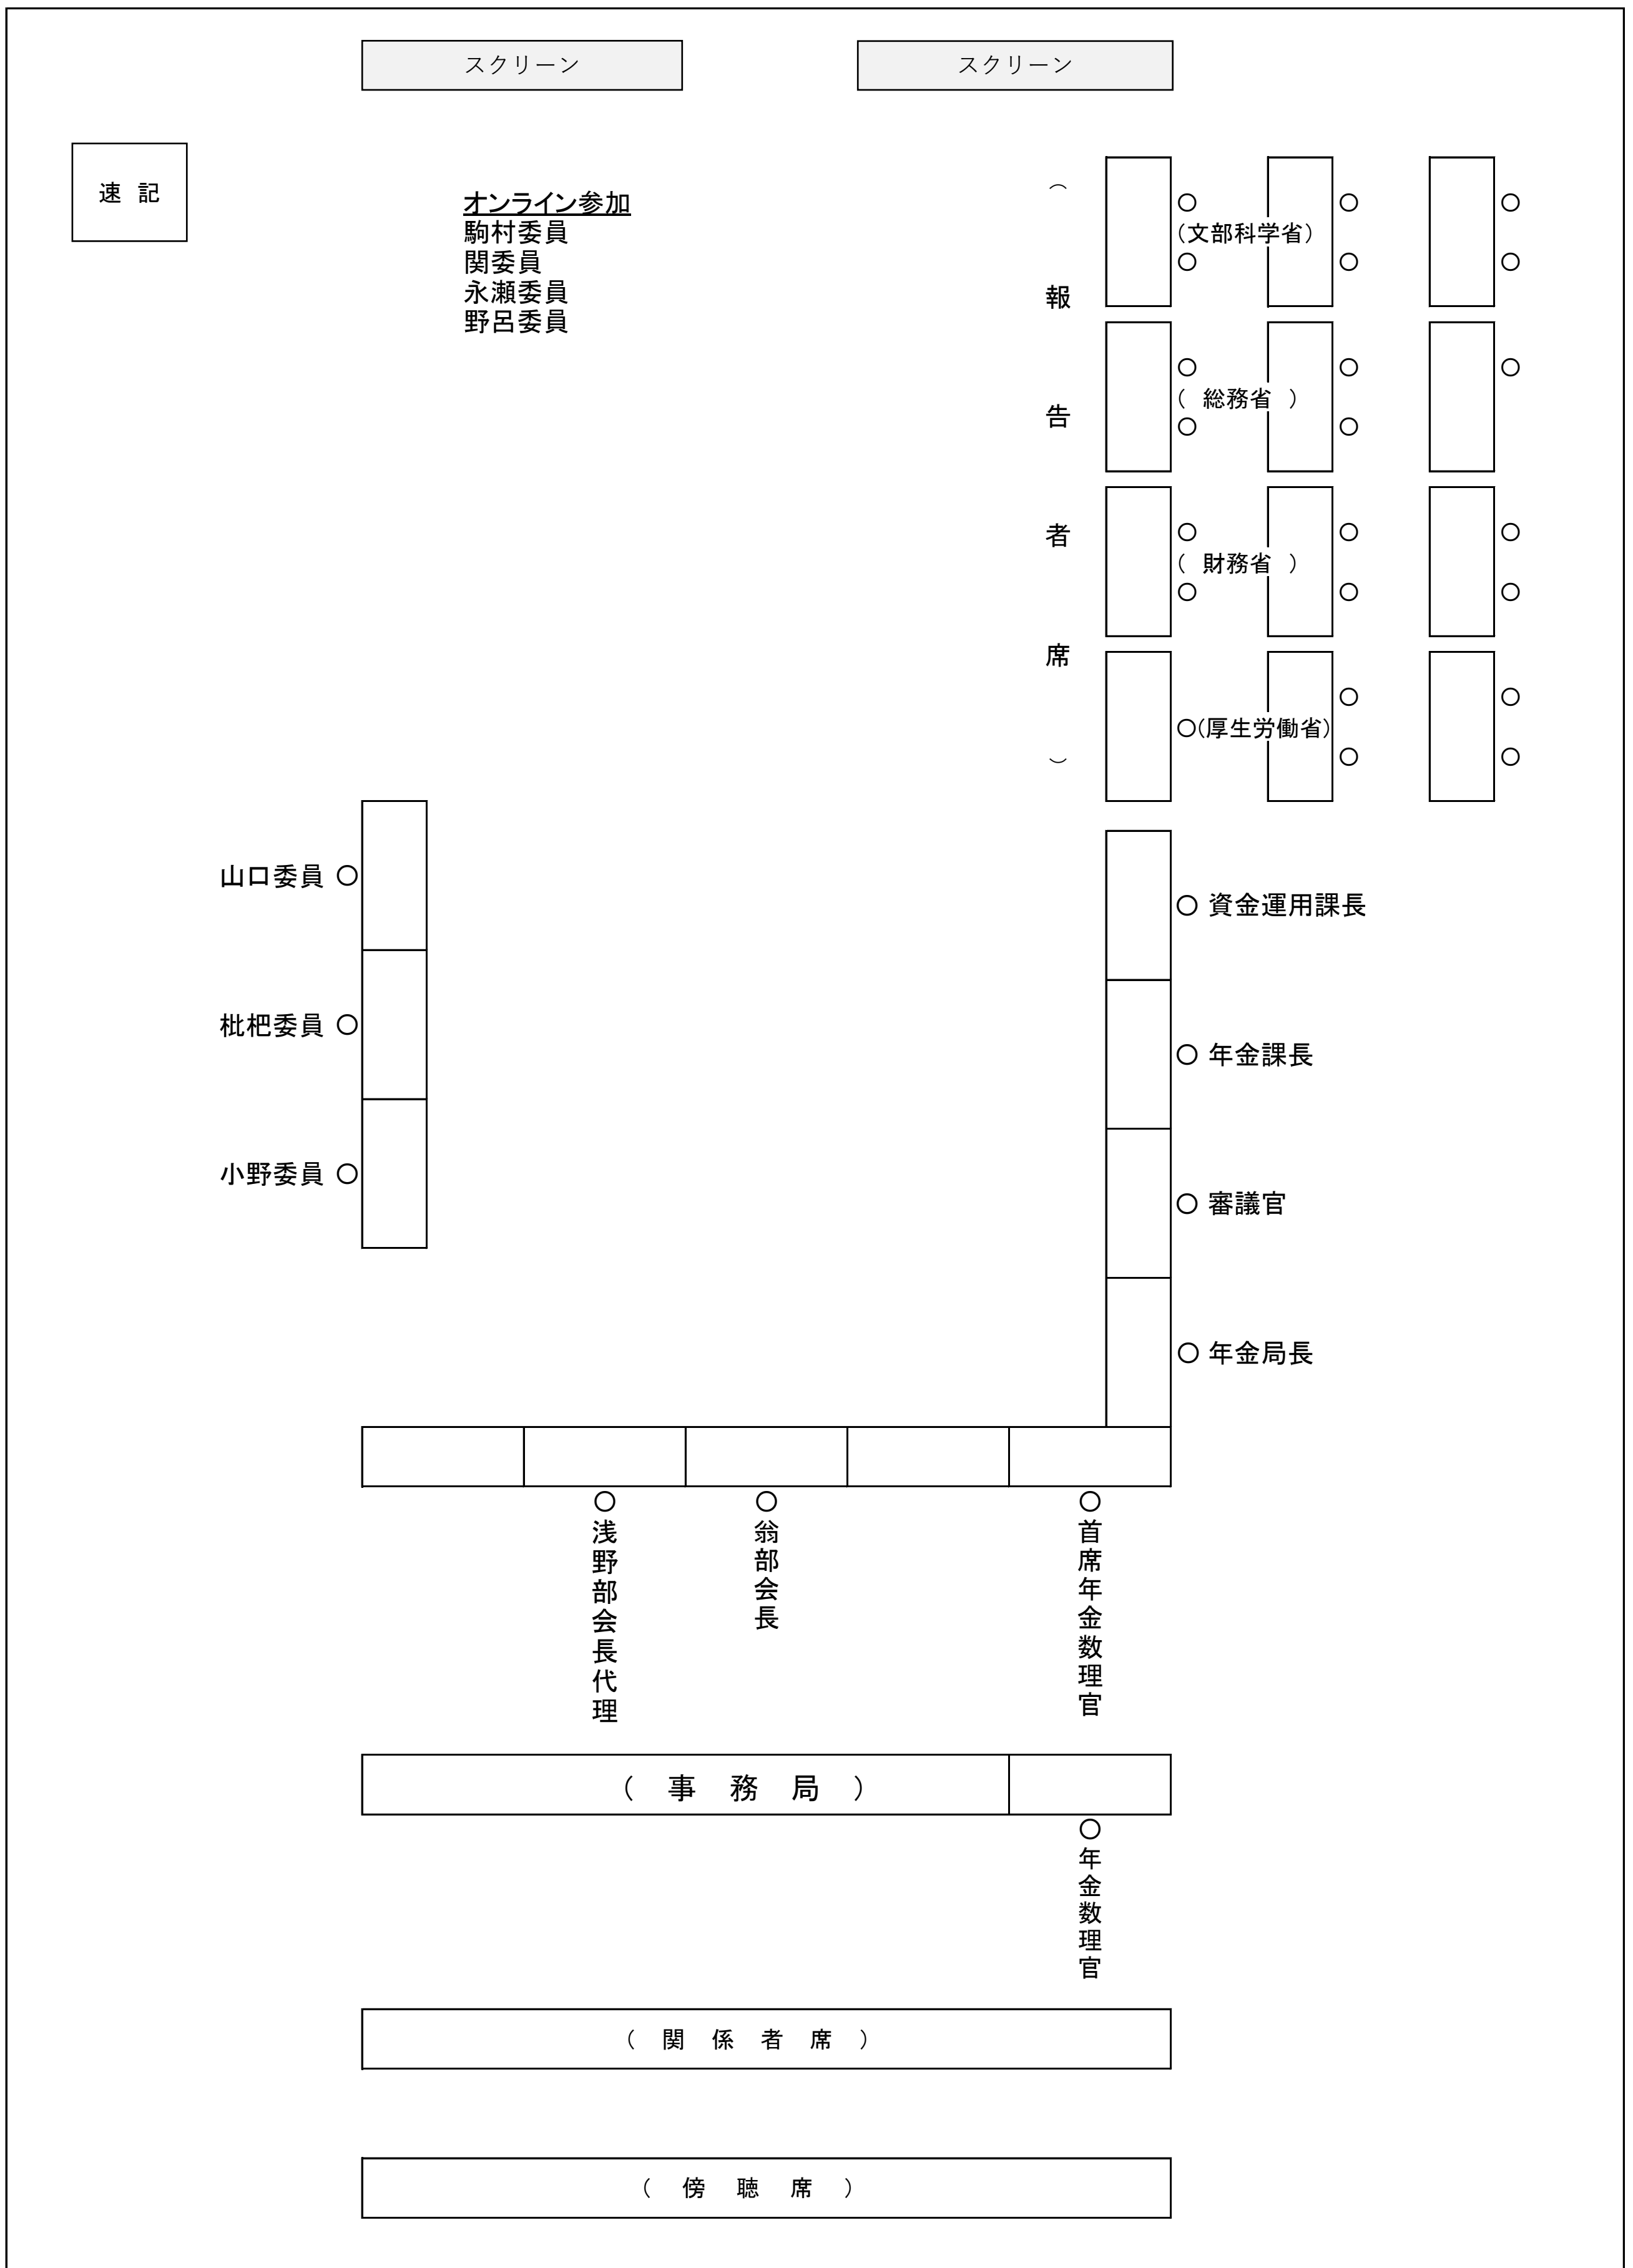 スクリーン
スクリーン
速 記
オンライン参加
駒村委員
関委員
永瀬委員
野呂委員
（報告者席）
○ ○ ○
（文部科学省）
○ ○ ○
○ ○ ○
（ 総務省 ）
○ ○
○ ○ ○
（ 財務省 ）
○ ○ ○
○ ○
○（厚生労働省）
○ ○
山口委員 ○
○ 資金運用課長
枇杷委員 ○
○ 年金課長
小野委員 ○
○ 審議官
○ 年金局長
○浅野部会長代理
○翁部会長
○首席年金数理官
（ 事 務 局 ）
○年金数理官
（ 関 係 者 席 ）
（ 傍 聴 席 ）